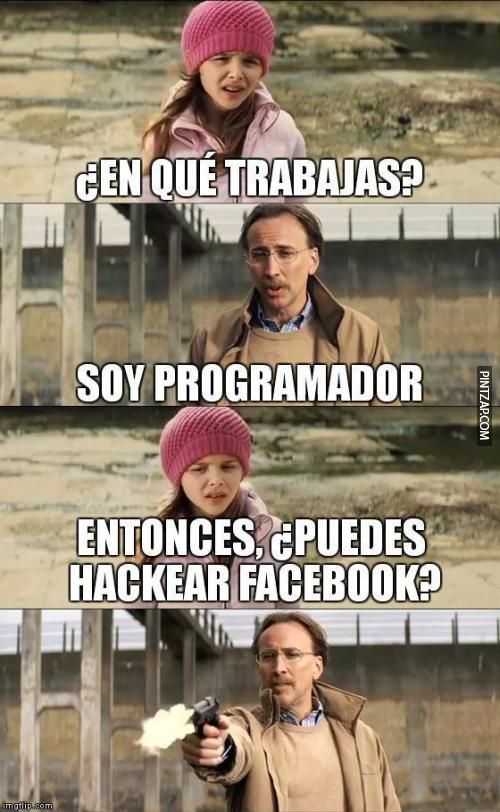 ¿EN QUÉ TRABAJAS?
SOY PROGRAMADOR
PINTZAP.COM
ENTONCES, ¿PUEDES
HACKEAR FACEBOOK?
imgflip.com